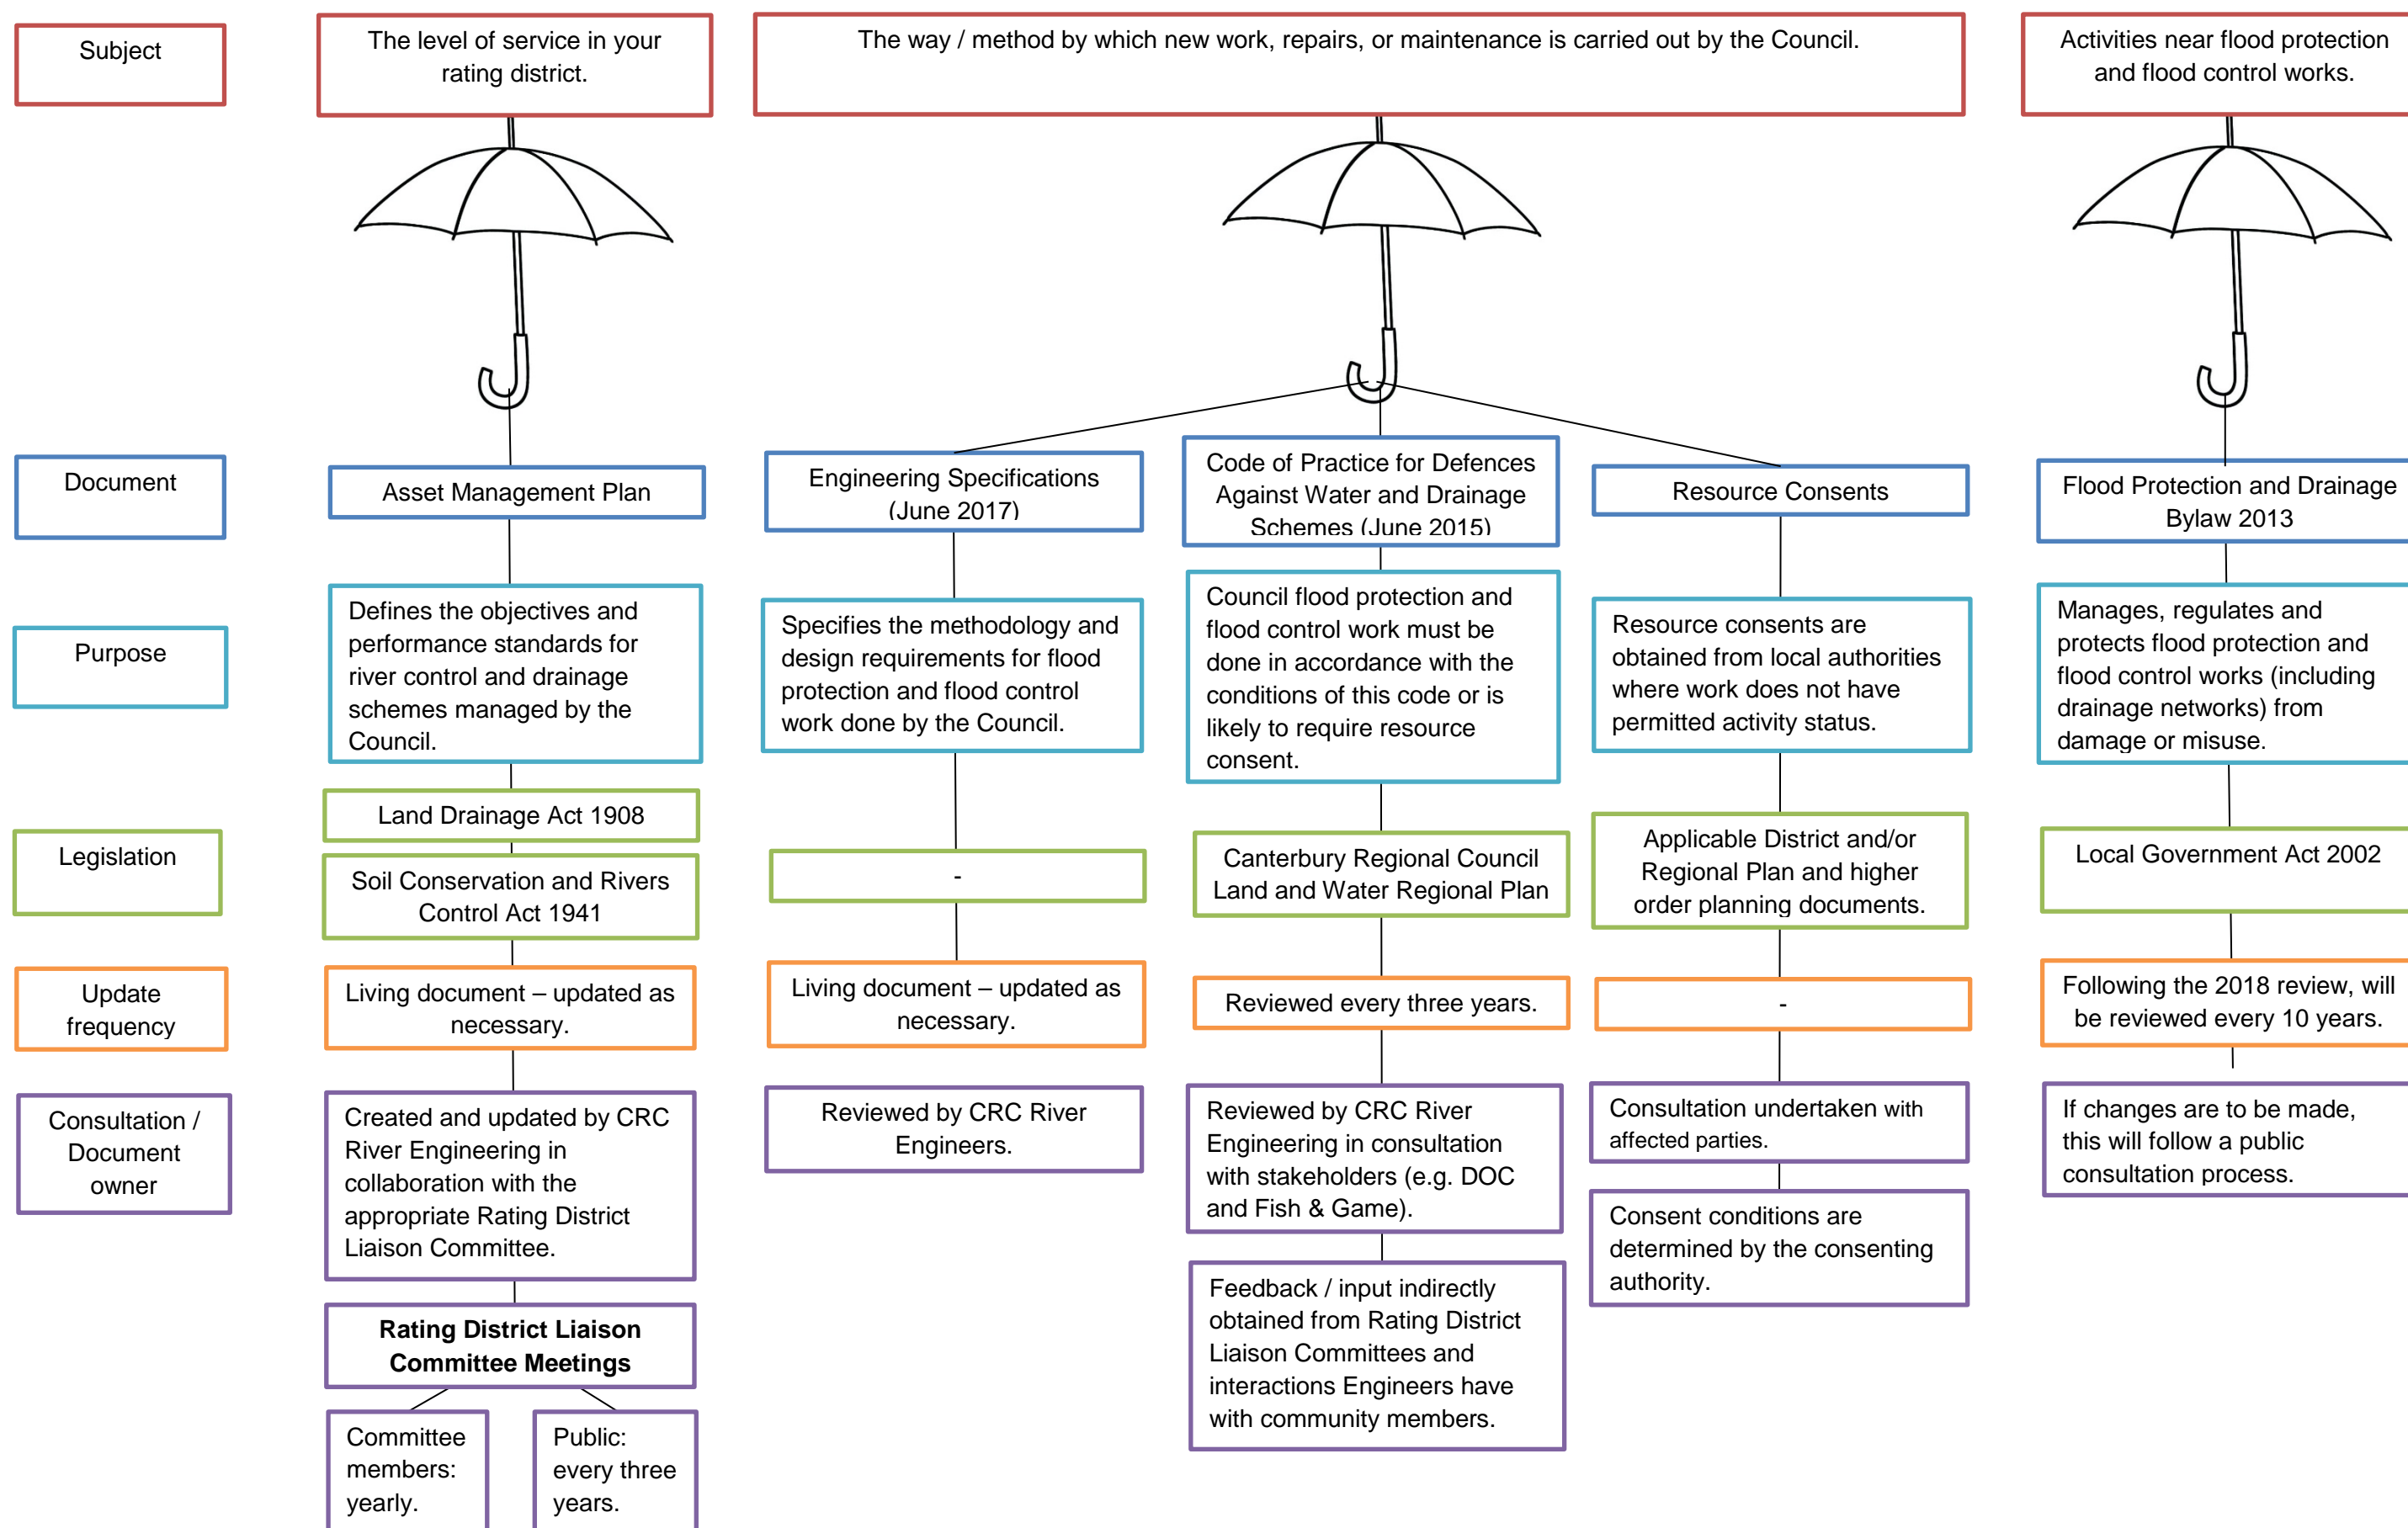 Subject
The level of service in your
rating district.
The way / method by which new work, repairs, or maintenance is carried out by the Council.
Activities near flood protection
and flood control works.
Document
Asset Management Plan
Engineering Specifications
(June 2017)
Code of Practice for Defences
Against Water and Drainage
Schemes (June 2015)
Resource Consents
Flood Protection and Drainage
Bylaw 2013
Purpose
Defines the objectives and
performance standards for
river control and drainage
schemes managed by the
Council.
Specifies the methodology and
design requirements for flood
protection and flood control
work done by the Council.
Council flood protection and
flood control work must be
done in accordance with the
conditions of this code or is
likely to require resource
consent.
Resource consents are
obtained from local authorities
where work does not have
permitted activity status.
Manages, regulates and
protects flood protection and
flood control works (including
drainage networks) from
damage or misuse.
Legislation
Land Drainage Act 1908
Soil Conservation and Rivers
Control Act 1941
-
Canterbury Regional Council
Land and Water Regional Plan
Applicable District and/or
Regional Plan and higher
order planning documents.
Local Government Act 2002
Update
frequency
Living document – updated as
necessary.
Living document – updated as
necessary.
Reviewed every three years.
-
Following the 2018 review, will
be reviewed every 10 years.
Consultation /
Document
owner
Created and updated by CRC
River Engineering in
collaboration with the
appropriate Rating District
Liaison Committee.
Rating District Liaison
Committee Meetings
Committee
members:
yearly.
Public:
every three
years.
Reviewed by CRC River
Engineers.
Reviewed by CRC River
Engineering in consultation
with stakeholders (e.g. DOC
and Fish & Game).
Feedback / input indirectly
obtained from Rating District
Liaison Committees and
interactions Engineers have
with community members.
Consultation undertaken with
affected parties.
Consent conditions are
determined by the consenting
authority.
If changes are to be made,
this will follow a public
consultation process.